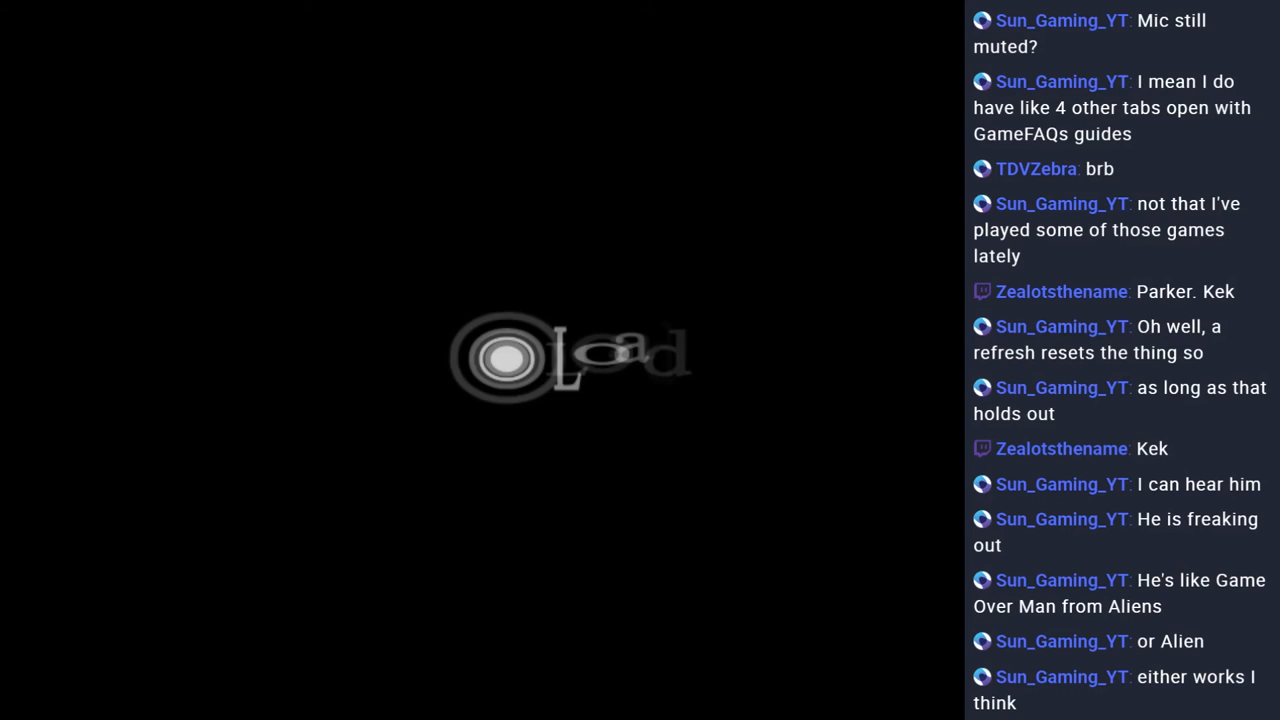 Load
Sun_Gaming_YT: Mic still
muted?
Sun_Gaming_YT: I mean I do
have like 4 other tabs open with
GameFAQs guides
TDVZebra: brb
Sun_Gaming_YT: not that I've
played some of those games
lately
Zealotsthename: Parker. Kek
Sun_Gaming_YT: Oh well, a
refresh resets the thing so
Sun_Gaming_YT: as long as that
holds out
Zealotsthename: Kek
Sun_Gaming_YT: I can hear him
Sun_Gaming_YT: He is freaking
out
Sun_Gaming_YT: He's like Game
Over Man from Aliens
Sun_Gaming_YT: or Alien
Sun_Gaming_YT: either works I
think